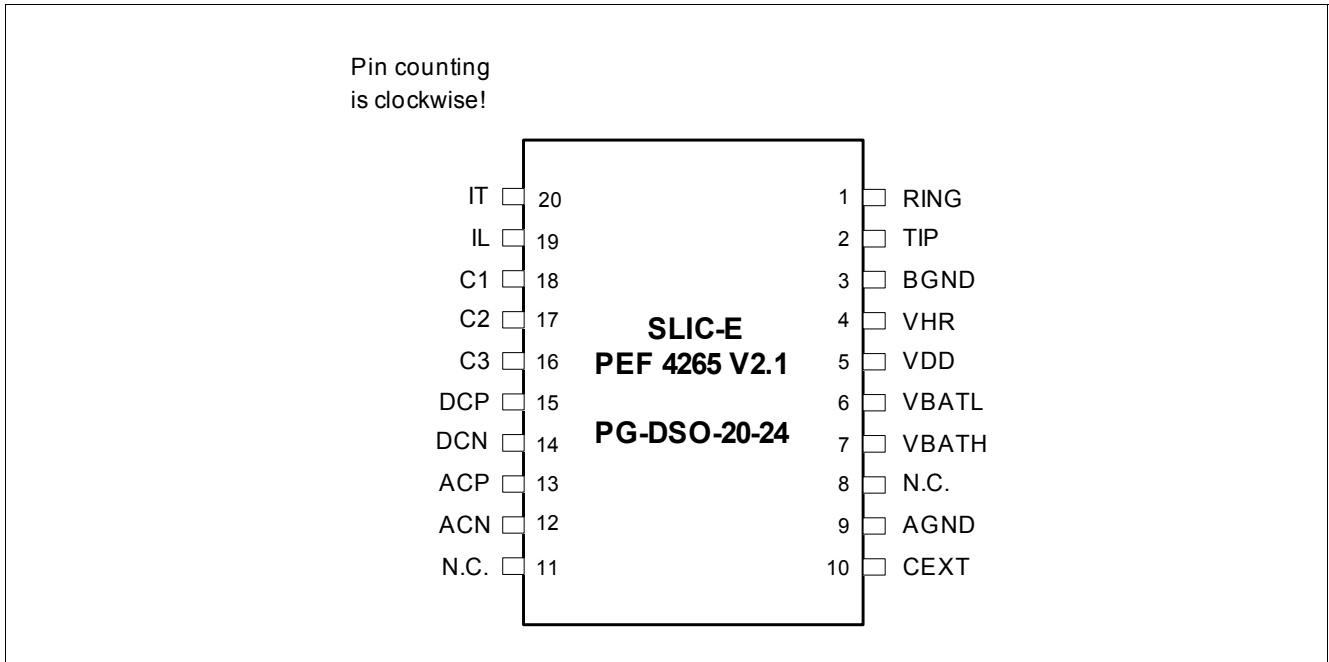 Pin counting
is clockwise!
IT 20 1 RING
IL 19 2 TIP
C1 18 3 BGND
C2 17 4 VHR
C3 16 5 VDD
DCP 15 6 VBATL
DCN 14 7 VBATH
ACP 13 8 N.C.
ACN 12 9 AGND
N.C. 11 10 CEXT
SLIC-E
PEF 4265 V2.1
PG-DSO-20-24